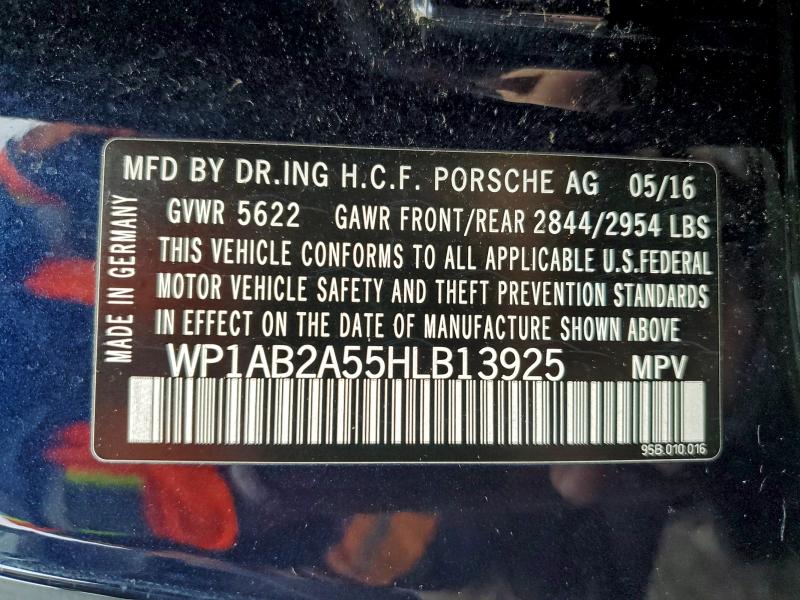 MFD BY DR.ING H.C.F. PORSCHE AG 05/16
GVWR 5622 GAWR FRONT/REAR 2844/2954 LBS
THIS VEHICLE CONFORMS TO ALL APPLICABLE U.S.FEDERAL
MOTOR VEHICLE SAFETY AND THEFT PREVENTION STANDARDS
IN EFFECT ON THE DATE OF MANUFACTURE SHOWN ABOVE
WP1AB2A55HLB13925 MPV
95B.010.016
MADE IN GERMANY